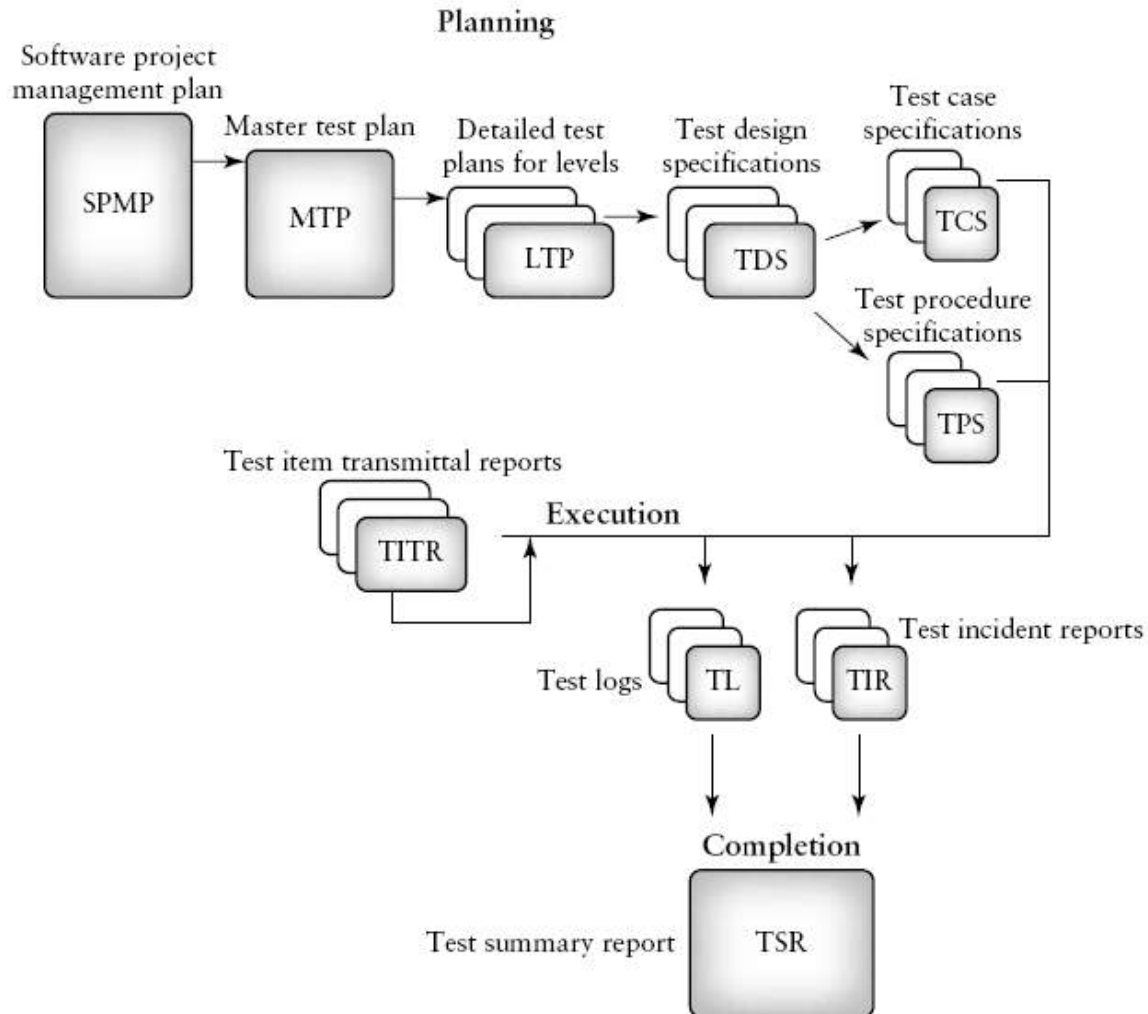 Planning
Software project
management plan
SPMP
Master test plan
MTP
Detailed test
plans for levels
LTP
Test design
specifications
TDS
Test case
specifications
TCS
Test procedure
specifications
TPS
Test item transmittal reports
TITR
Execution
Test logs
TL
TIR
Test incident reports
Completion
Test summary report
TSR